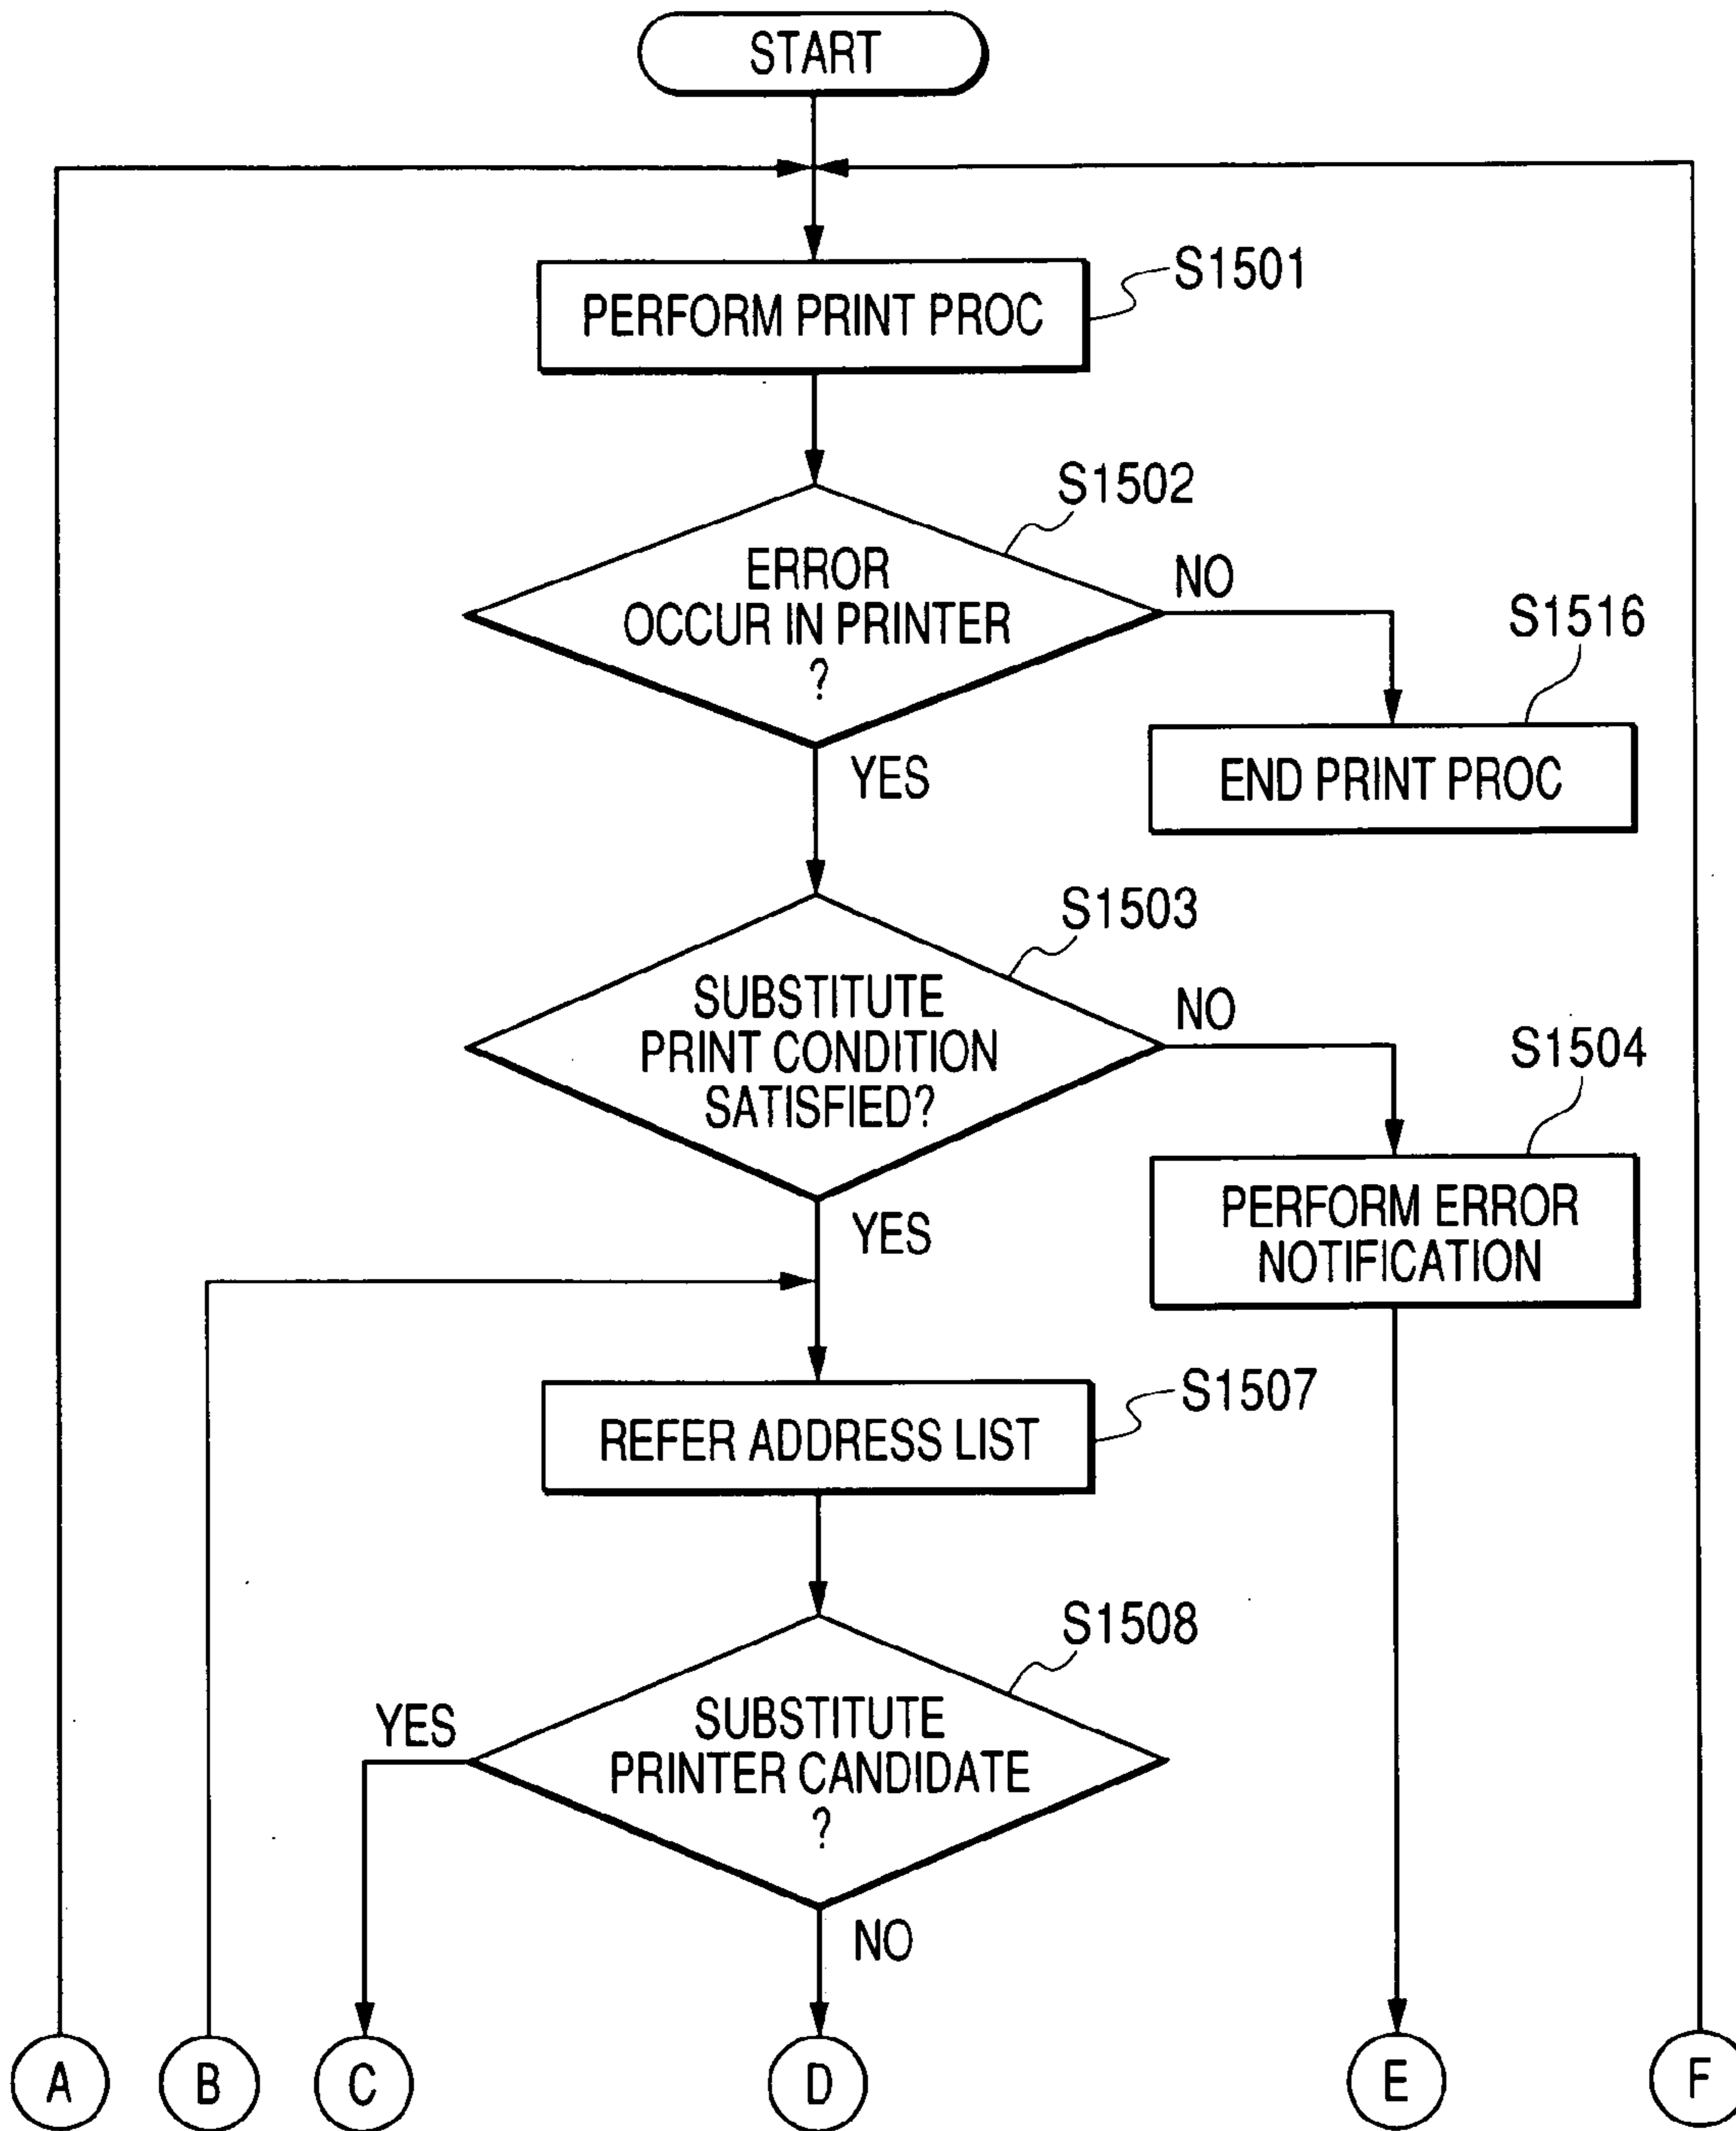 START
S1501
PERFORM PRINT PROC
S1502
ERROR
OCCUR IN PRINTER
?
NO
YES
S1516
END PRINT PROC
S1503
SUBSTITUTE
PRINT CONDITION
SATISFIED?
NO
YES
S1504
PERFORM ERROR
NOTIFICATION
S1507
REFER ADDRESS LIST
S1508
SUBSTITUTE
PRINTER CANDIDATE
?
YES
NO
A
B
C
D
E
F